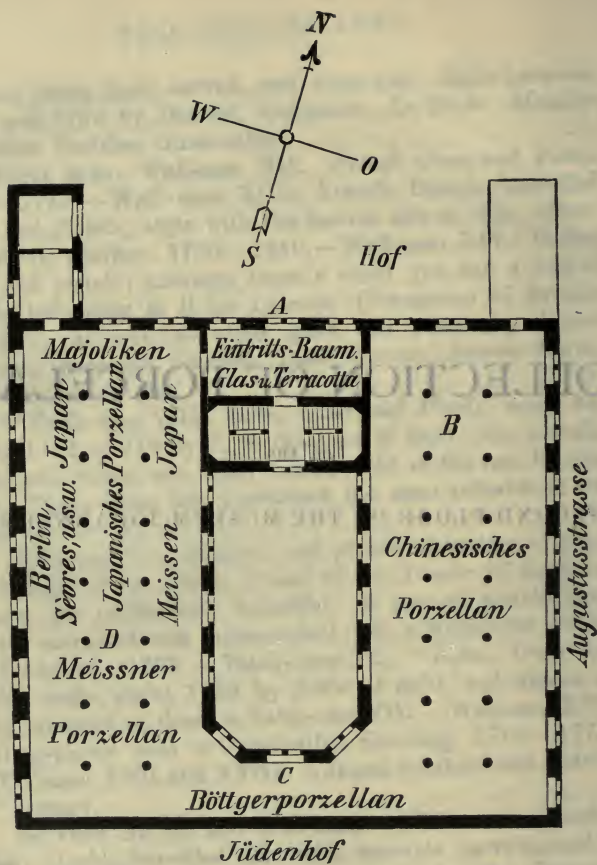 N
W
O
S
Hof
A
Majoliken
Eintritts-Raum.
Glas u. Terracotta
Japan
Japanisches Porzellan
Japan
Berlin,
Sèvres, u.s.w.
Meissen
B
Chinesisches
Porzellan
Augustusstrasse
D
Meissner
Porzellan
C
Böttgerporzellan
Jüdenhof